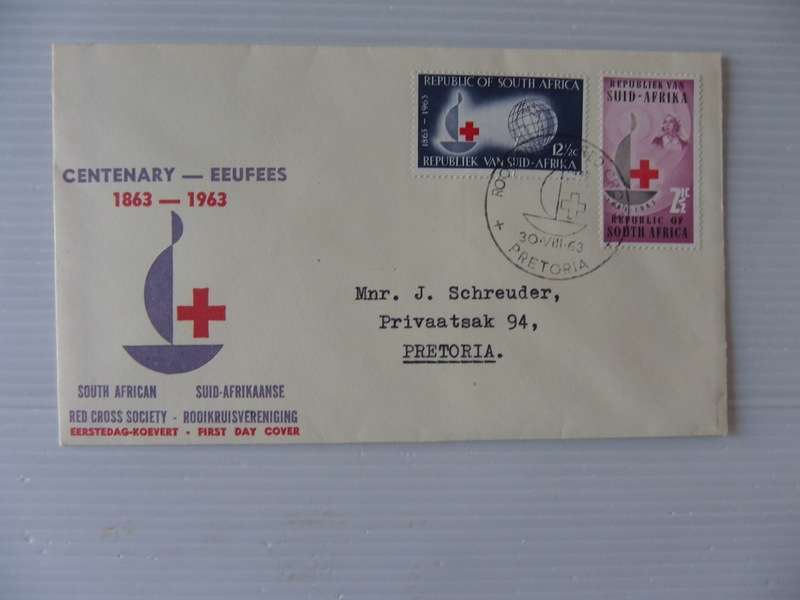 CENTENARY — EEUFEES
1863 — 1963
SOUTH AFRICAN SUID-AFRIKAANSE
RED CROSS SOCIETY - ROOIKRUISVERENIGING
EERSTEDAG-KOEVERT - FIRST DAY COVER
REPUBLIC OF SOUTH AFRICA
1863 - 1963
12½c
REPUBLIEK VAN SUID-AFRIKA
REPUBLIEK VAN
SUID-AFRIKA
2½c
REPUBLIC OF
SOUTH AFRICA
30·VIII·63
PRETORIA
Mnr. J. Schreuder,
Privaatsak 94,
PRETORIA.